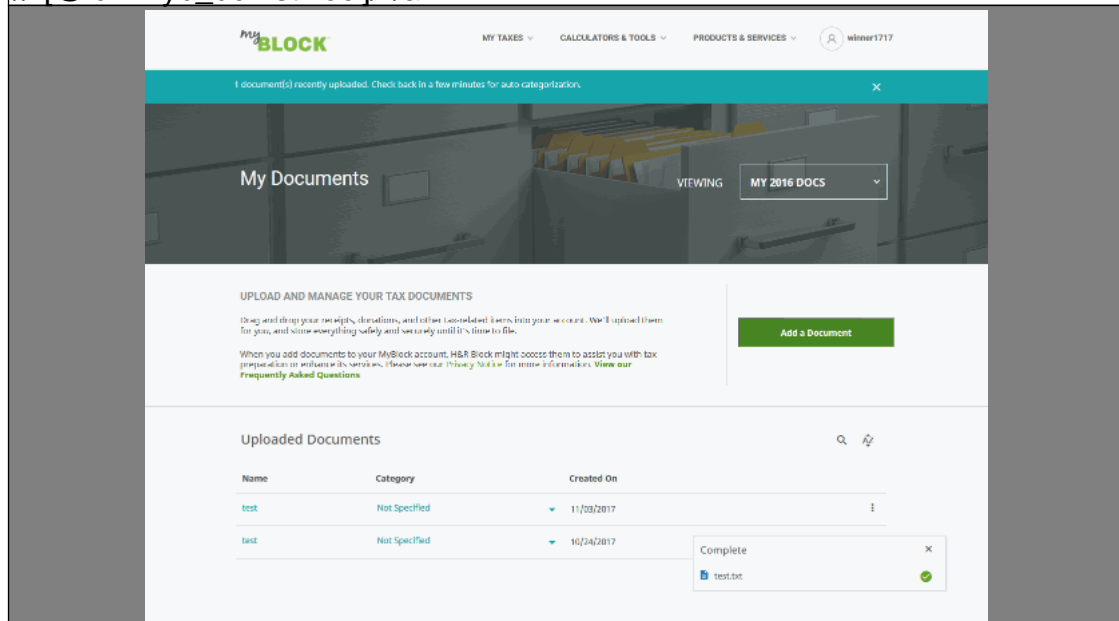 myBLOCK
MY TAXES
CALCULATORS & TOOLS
PRODUCTS & SERVICES
winner1717
1 document(s) recently uploaded. Check back in a few minutes for auto categorization.
My Documents
VIEWING
MY 2016 DOCS
UPLOAD AND MANAGE YOUR TAX DOCUMENTS
Drag and drop your receipts, donations, and other tax-related items into your account. We'll upload them
for you, and store everything safely and securely until it's time to file.
Add a Document
When you add documents to your MyBlock account, H&R Block might access them to assist you with tax
preparation or enhance its services. Please see our Privacy Notice for more information. View our
Frequently Asked Questions
Uploaded Documents
Name Category Created On
test Not Specified 11/03/2017
test Not Specified 10/24/2017
Complete
test.txt